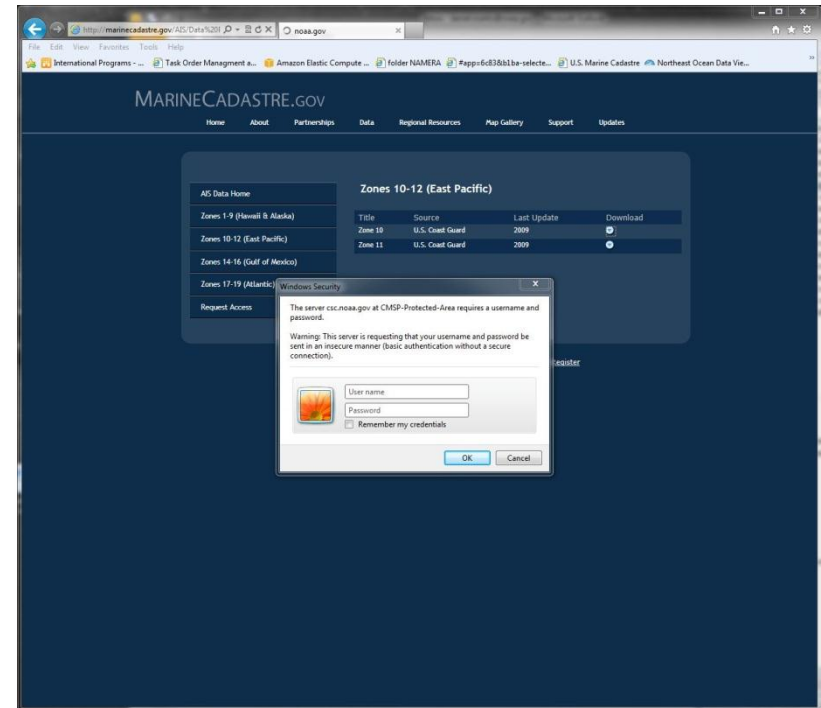 http://marinecadastre.gov/AIS/Data%20I
noaa.gov
File Edit View Favorites Tools Help
International Programs - ... Task Order Managment a... Amazon Elastic Compute ... folder NAMERA U.S. Marine Cadastre Northeast Ocean Data Vie...
MARINECADASTRE.GOV
Home About Partnerships Data Regional Resources Map Gallery Support Updates
AIS Data Home
Zones 1-9 (Hawaii & Alaska)
Zones 10-12 (East Pacific)
Zones 14-16 (Gulf of Mexico)
Zones 17-19 (Atlantic)
Request Access
Zones 10-12 (East Pacific)
Title Source Last Update Download
Zone 10 U.S. Coast Guard 2009
Zone 11 U.S. Coast Guard 2009
Windows Security
The server csc.noaa.gov at CMSP-Protected-Area requires a username and
password.
Warning: This server is requesting that your username and password be
sent in an insecure manner (basic authentication without a secure
connection).
User name
Password
Remember my credentials
OK Cancel